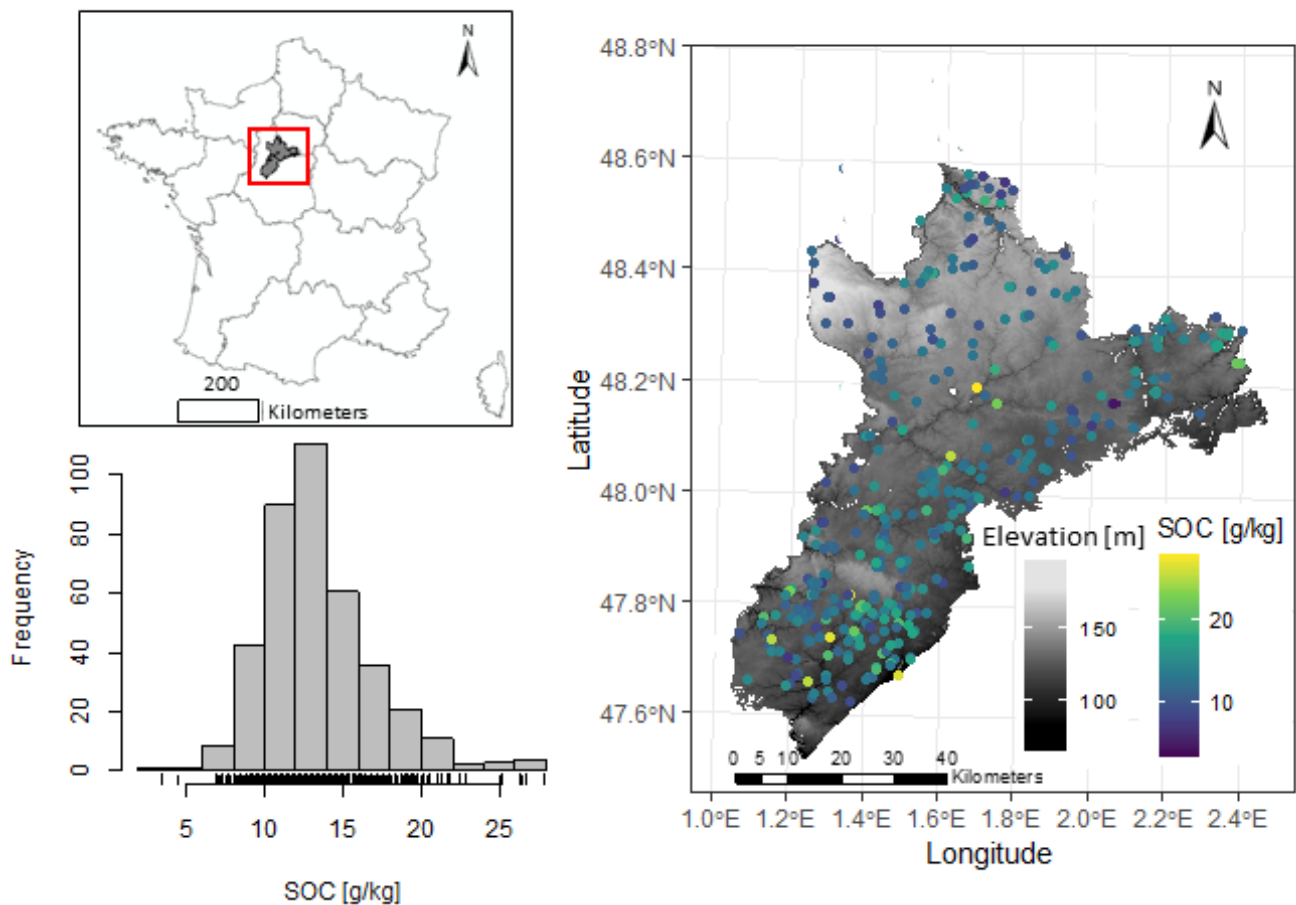 N
200
Kilometers
Frequency
100
80
60
40
20
0
5 10 15 20 25
SOC [g/kg]
N
Latitude
48.8°N
48.6°N
48.4°N
48.2°N
48.0°N
47.8°N
47.6°N
Elevation [m]
150
100
SOC [g/kg]
20
10
0 5 10 20 30 40
Kilometers
1.0°E 1.2°E 1.4°E 1.6°E 1.8°E 2.0°E 2.2°E 2.4°E
Longitude